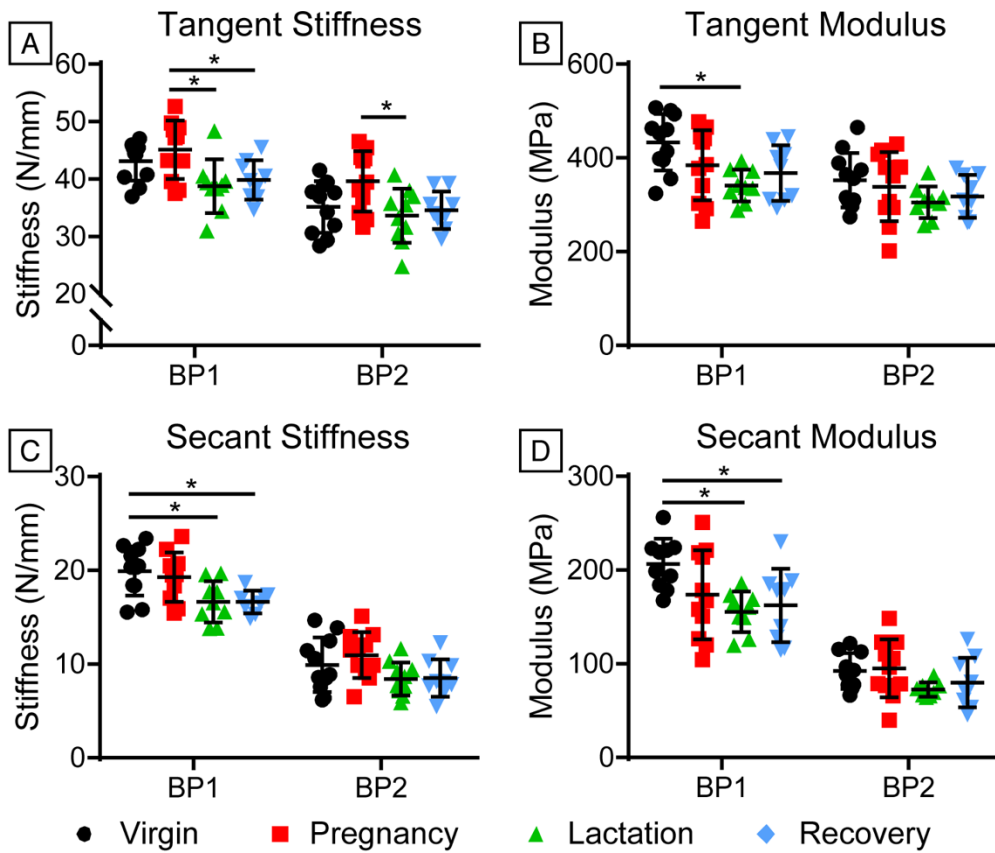 A Tangent Stiffness
Stiffness (N/mm)
60
50
40
30
20
0
* * *
BP1 BP2
B Tangent Modulus
Modulus (MPa)
600
400
200
0
*
BP1 BP2
C Secant Stiffness
Stiffness (N/mm)
30
20
10
0
* *
BP1 BP2
D Secant Modulus
Modulus (MPa)
300
200
100
0
* *
BP1 BP2
Virgin Pregnancy Lactation Recovery